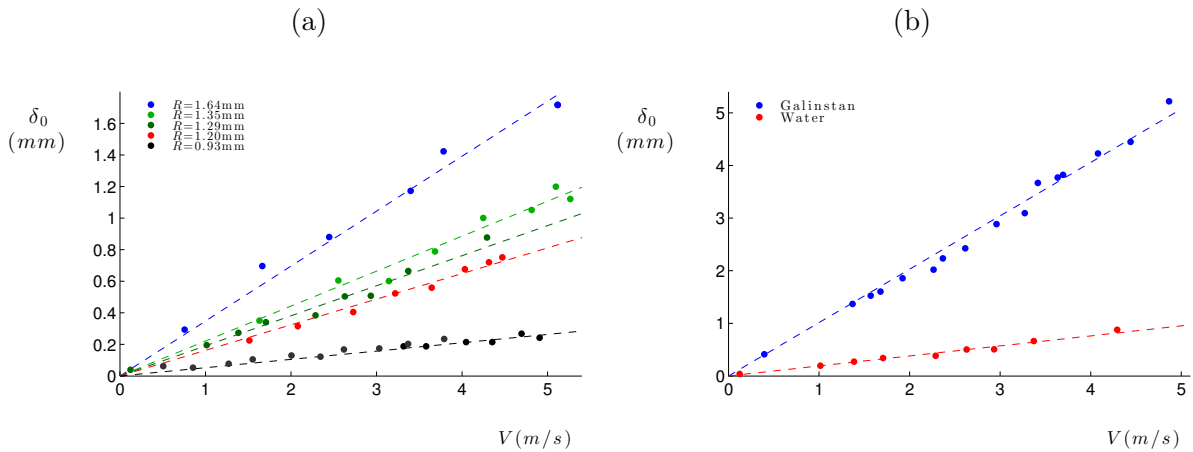 (a)
(b)
δ₀
(mm)
R=1.64mm
R=1.35mm
R=1.29mm
R=1.20mm
R=0.93mm
1.6
1.4
1.2
1
0.8
0.6
0.4
0.2
0
0 1 2 3 4 5
V(m/s)
δ₀
(mm)
Galinstan
Water
5
4
3
2
1
0
0 1 2 3 4 5
V(m/s)